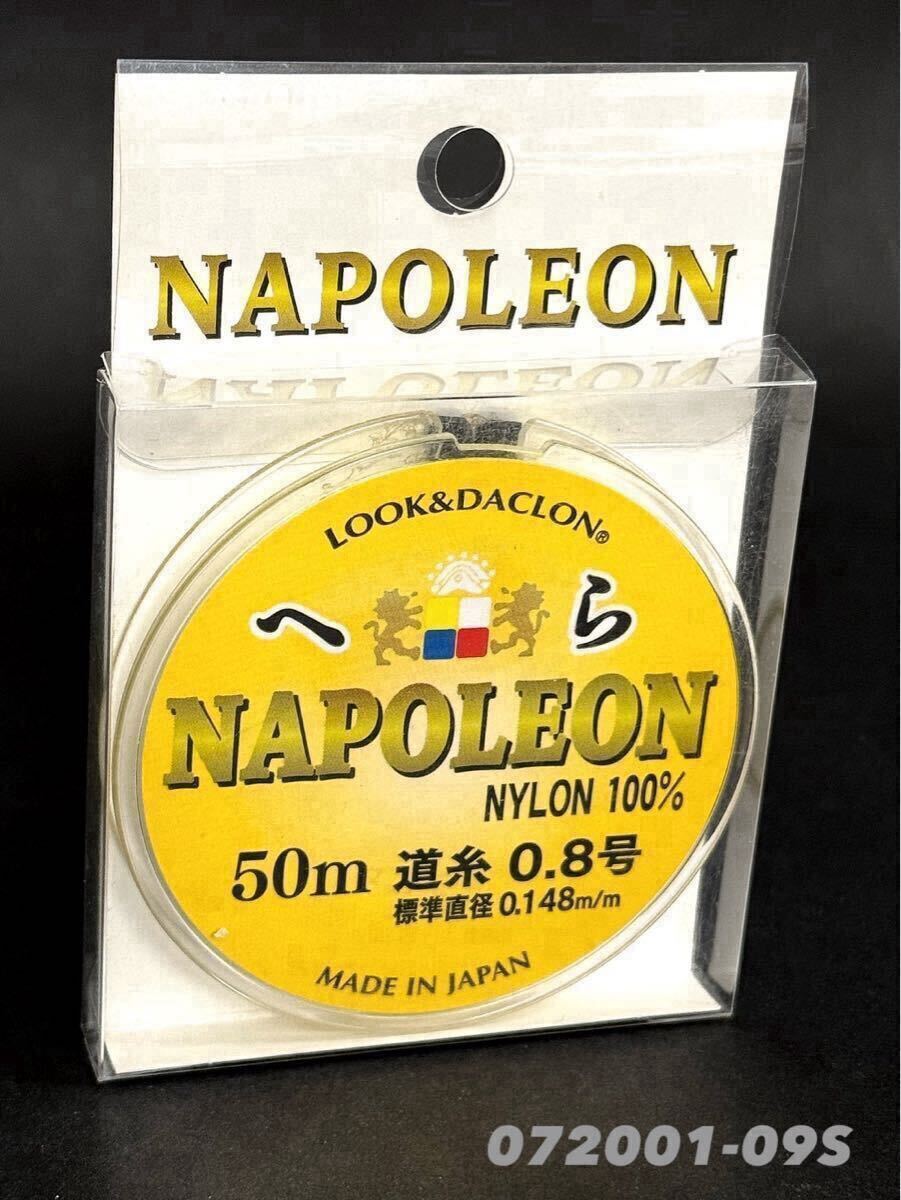 NAPOLEON
LOOK&DACLON®
へら
NAPOLEON
NYLON 100%
50m 道糸 0.8号
標準直径 0.148m/m
MADE IN JAPAN
072001-09S